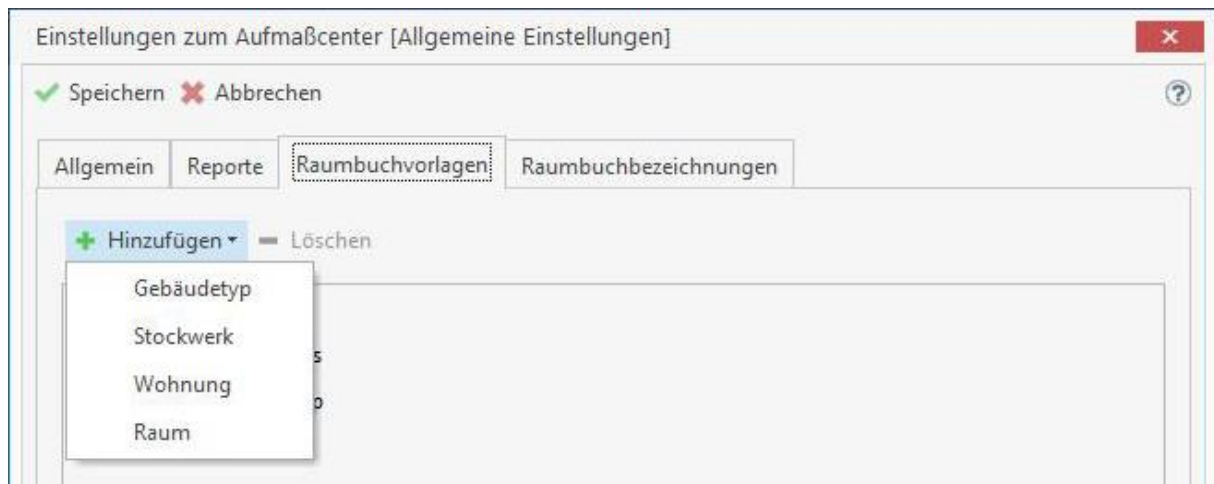 Einstellungen zum Aufmaßcenter [Allgemeine Einstellungen]
Speichern Abbrechen
Allgemein Reporte Raumbuchvorlagen Raumbuchbezeichnungen
Hinzufügen Löschen
Gebäudetyp
Stockwerk
Wohnung
Raum